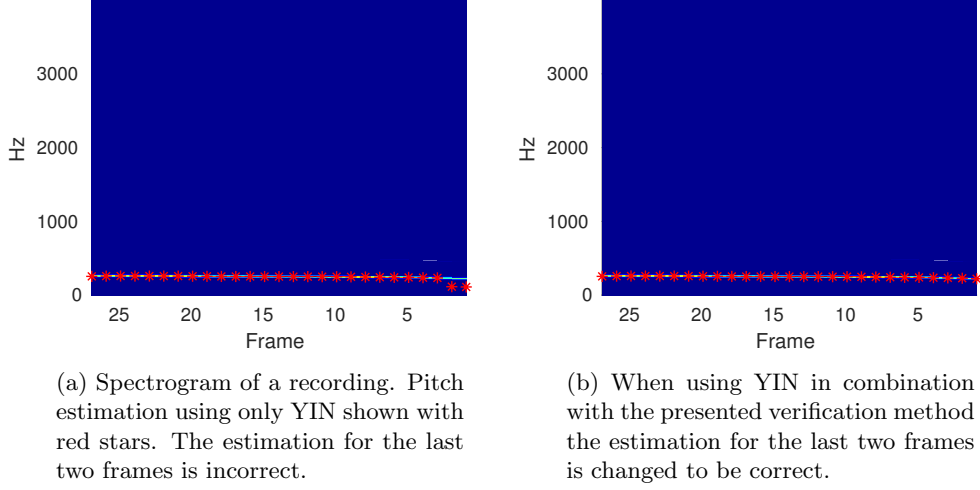 3000
2000
1000
0
Hz
25
20
15
10
5
Frame
(a) Spectrogram of a recording. Pitch
estimation using only YIN shown with
red stars. The estimation for the last
two frames is incorrect.
3000
2000
1000
0
Hz
25
20
15
10
5
Frame
(b) When using YIN in combination
with the presented verification method
the estimation for the last two frames
is changed to be correct.